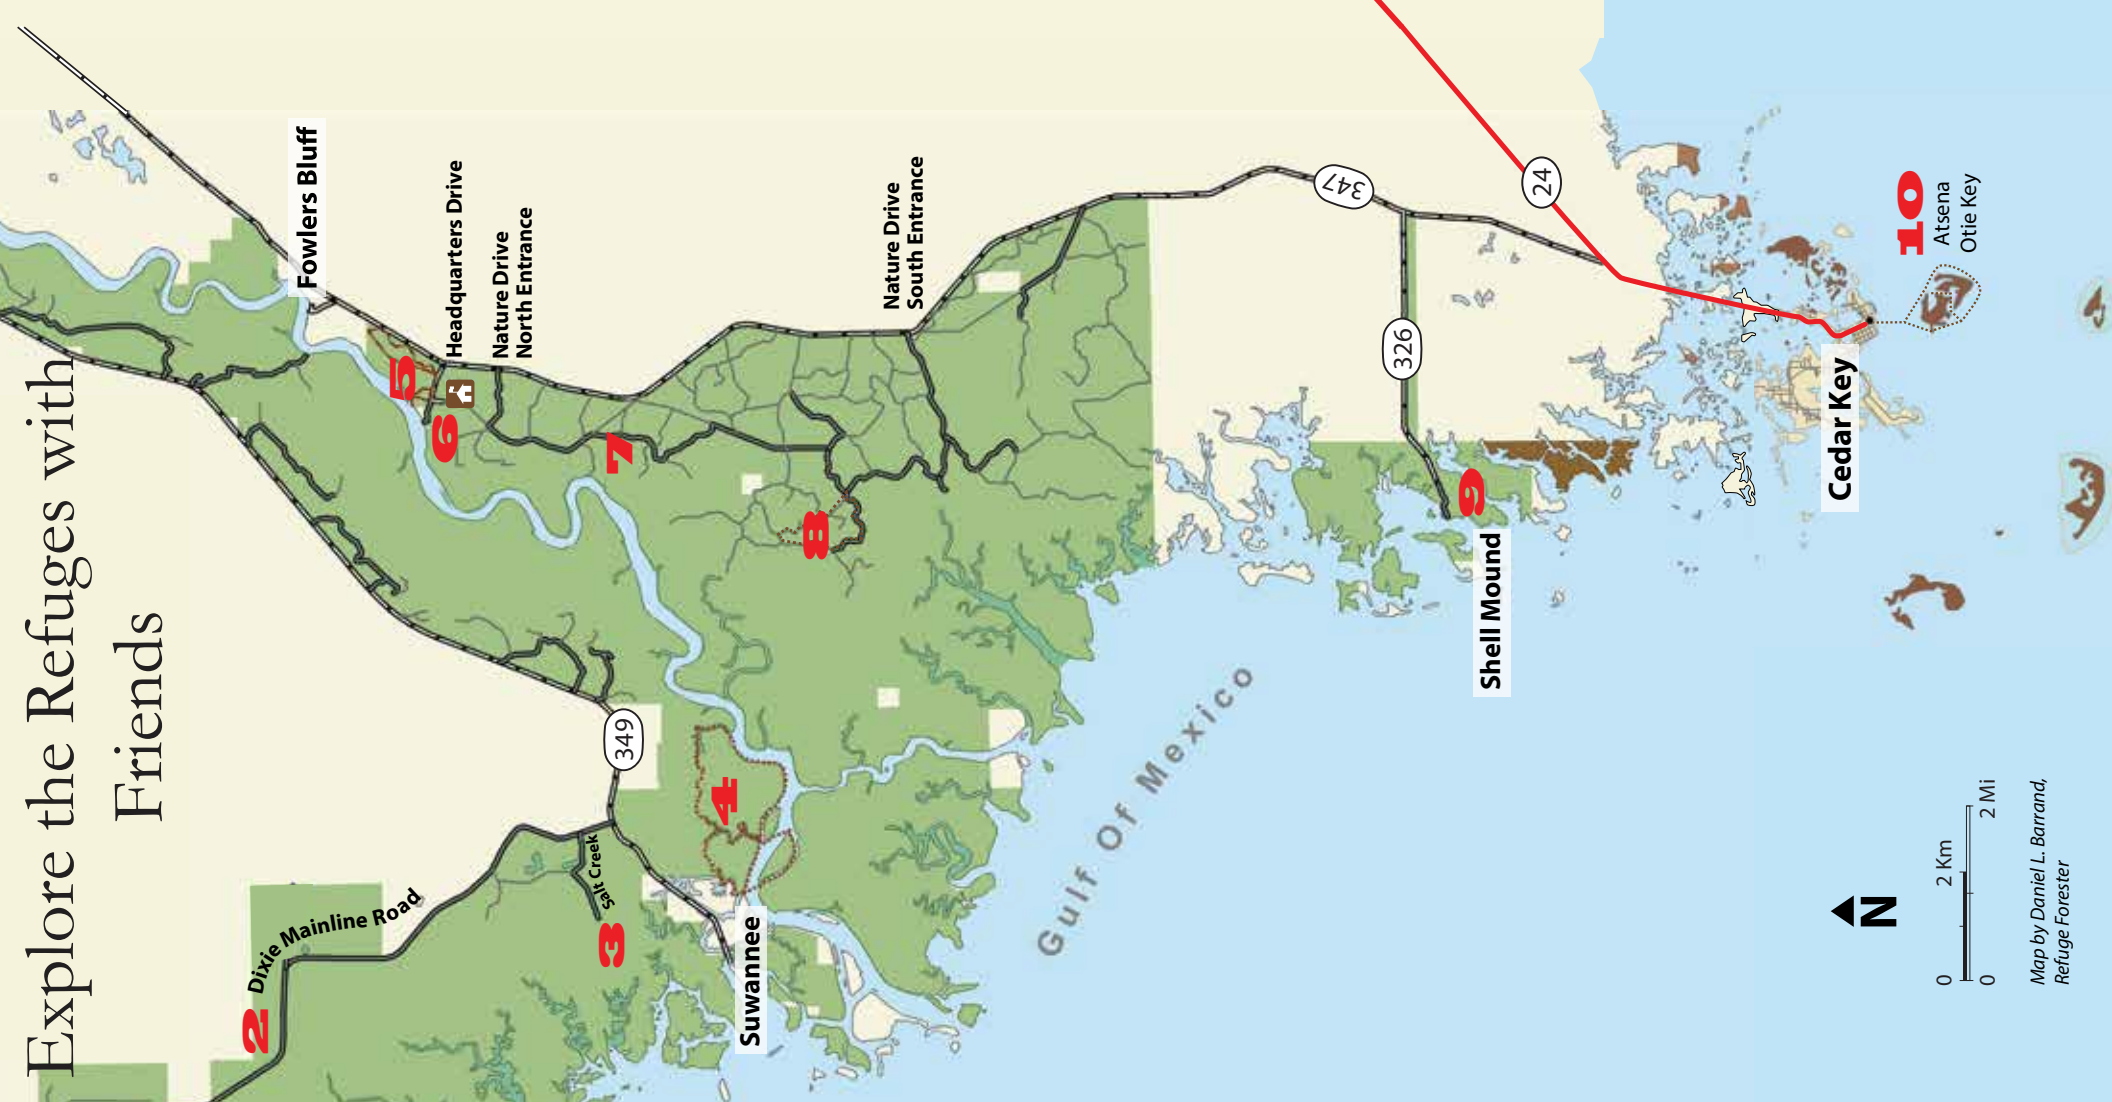 Explore the Refuges with
Friends
2
Dixie Mainline Road
Fowlers Bluff
Headquarters Drive
5
6
Nature Drive
North Entrance
7
349
Salt Creek
3
4
Suwannee
8
Nature Drive
South Entrance
Gulf Of Mexico
347
326
9
Shell Mound
24
Cedar Key
10
Atsena
Otie Key
N
2 Km
0
0
2 Mi
Map by Daniel L. Barrand,
Refuge Forester